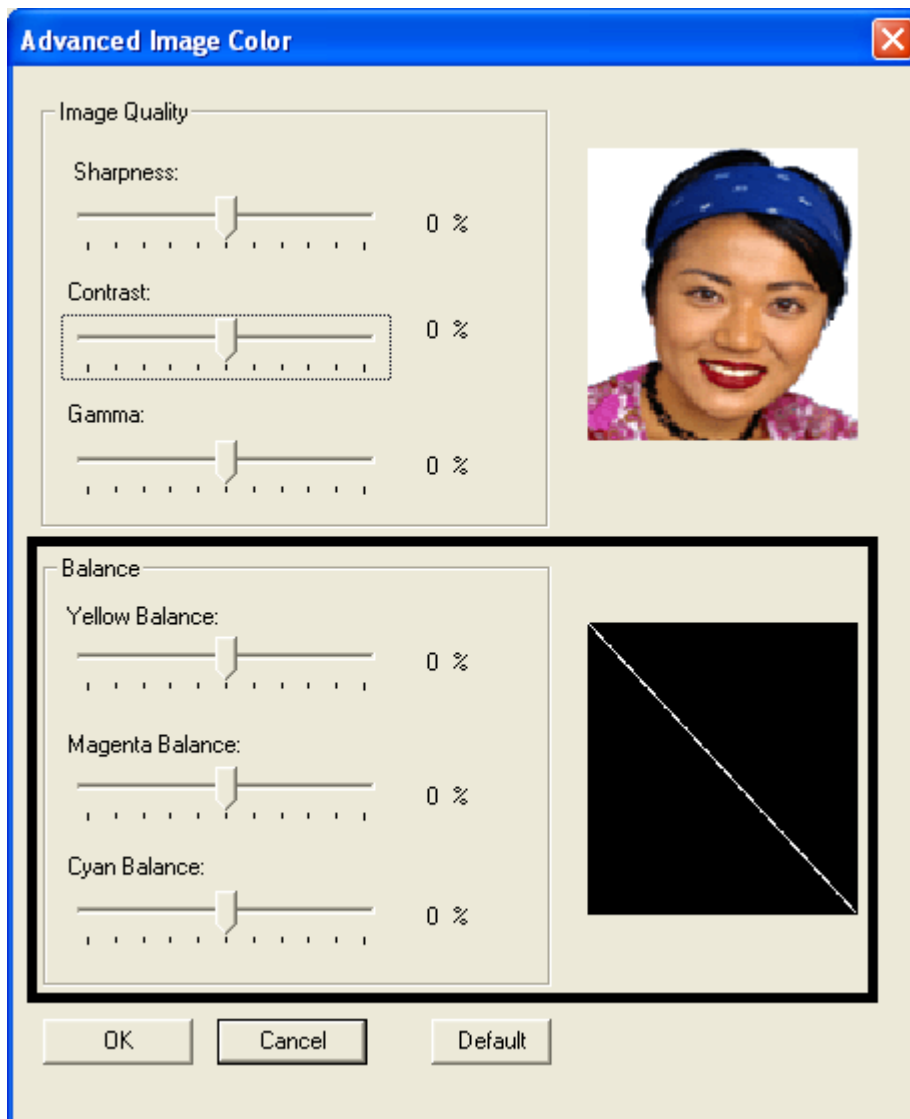 Advanced Image Color
Image Quality
Sharpness:
0 %
Contrast:
0 %
Gamma:
0 %
Balance
Yellow Balance:
0 %
Magenta Balance:
0 %
Cyan Balance:
0 %
OK Cancel Default